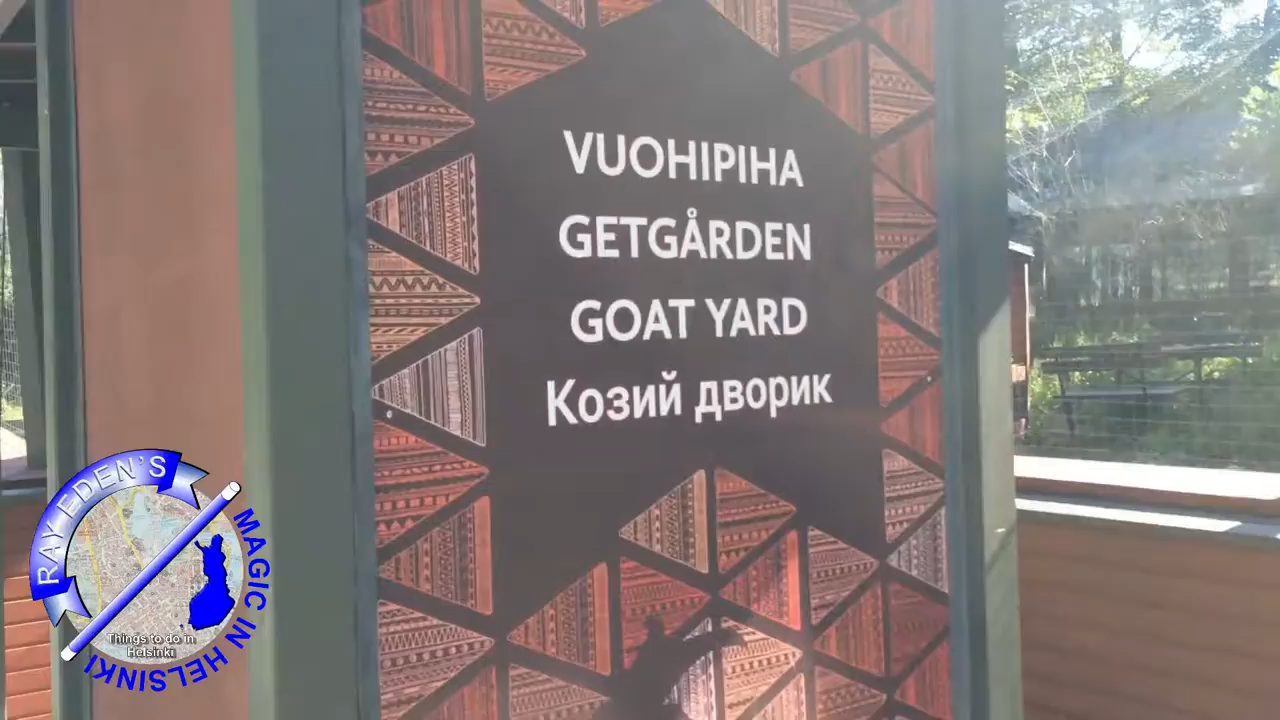 VUOHIPIHA
GETGÅRDEN
GOAT YARD
Козий дворик
RAY EDEN'S
MAGIC IN HELSINKI
Things to do in
Helsinki